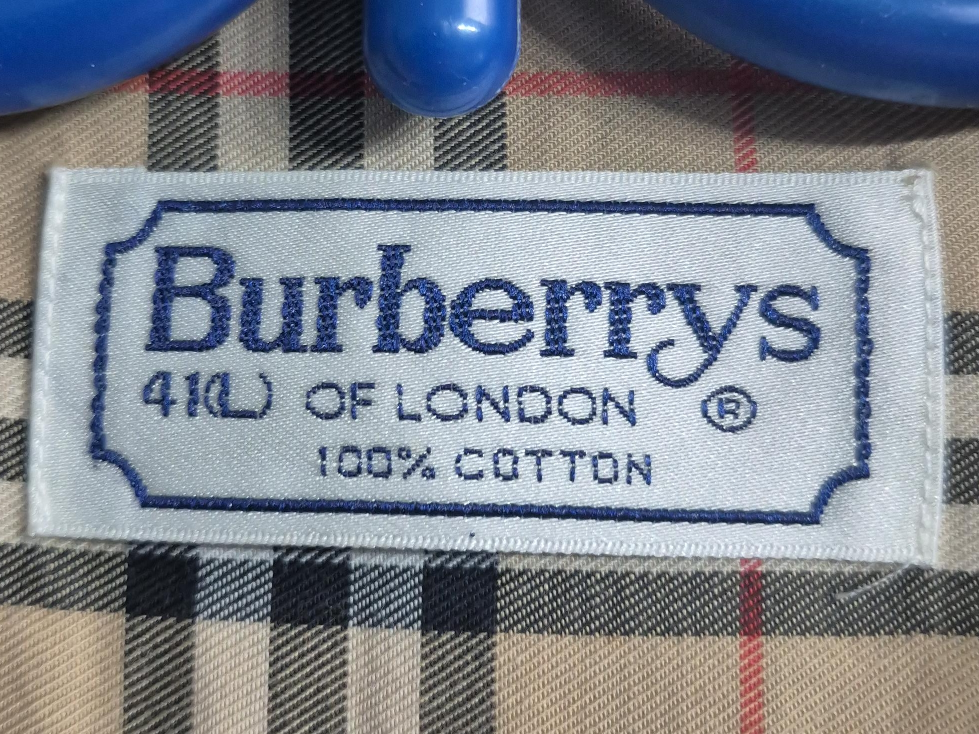 Burberrys
41(L) OF LONDON ®
100% COTTON